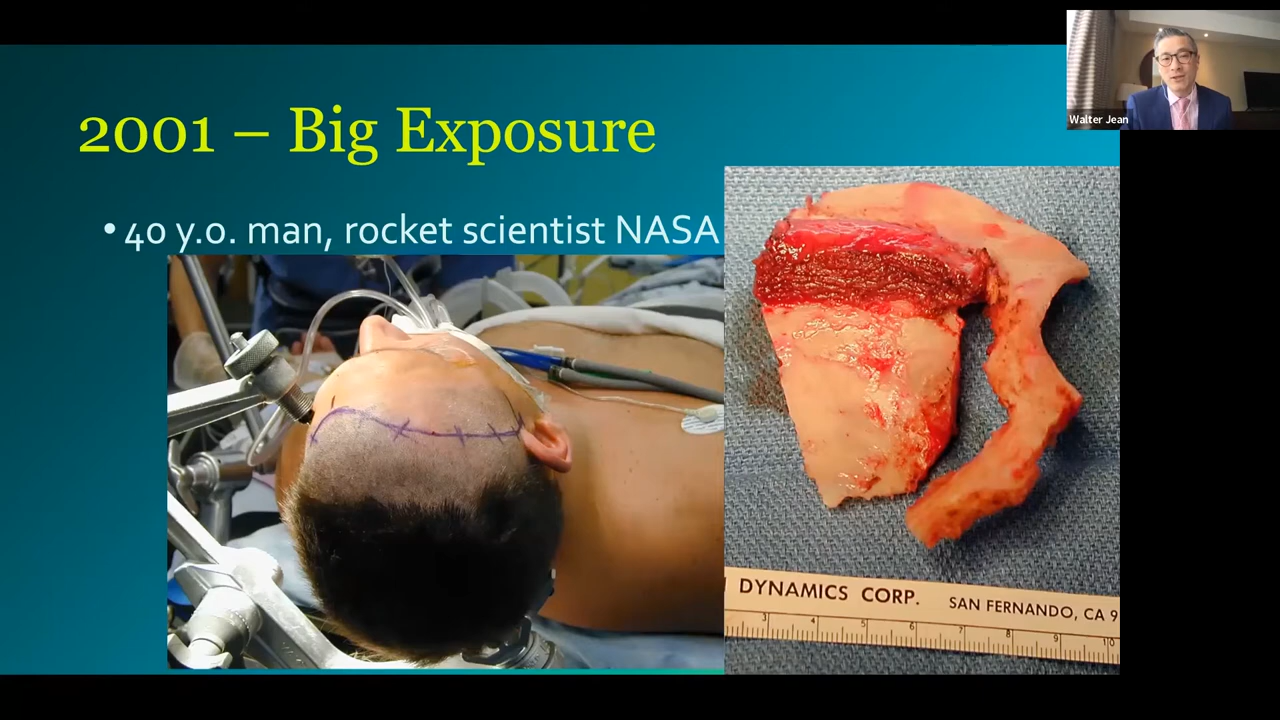 2001 – Big Exposure
• 40 y.o. man, rocket scientist NASA
Walter Jean
DYNAMICS CORP. SAN FERNANDO, CA 9
3 4 5 6 7 8 9 10